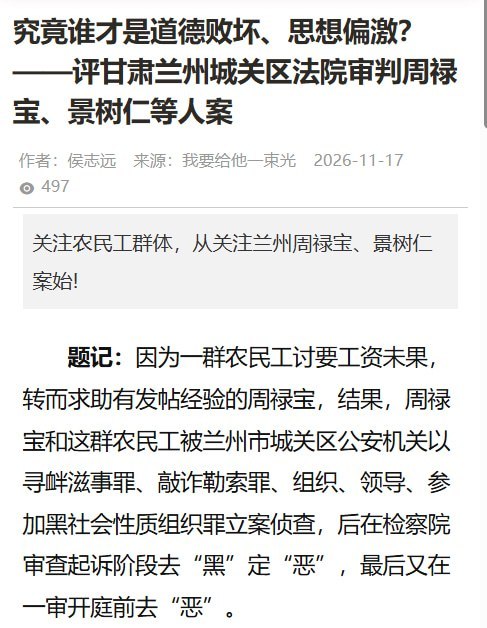 究竟谁才是道德败坏、思想偏激?
——评甘肃兰州城关区法院审判周禄
宝、景树仁等人案
作者：侯志远 来源：我要给他一束光 2026-11-17
497
关注农民工群体，从关注兰州周禄宝、景树仁
案始!
题记：因为一群农民工讨要工资未果，
转而求助有发帖经验的周禄宝，结果，周禄
宝和这群农民工被兰州市城关区公安机关以
寻衅滋事罪、敲诈勒索罪、组织、领导、参
加黑社会性质组织罪立案侦查，后在检察院
审查起诉阶段去“黑”定“恶”，最后又在
一审开庭前去“恶”。